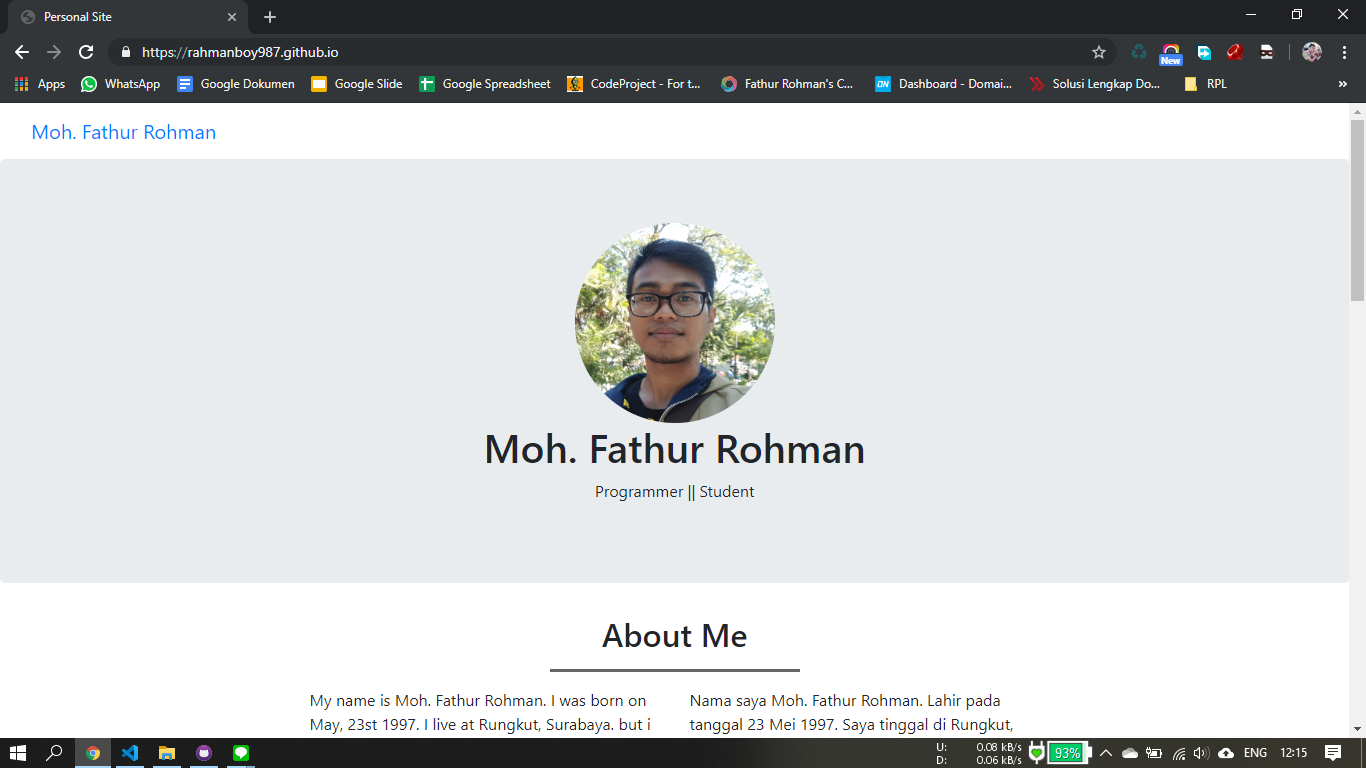 Personal Site
https://rahmanboy987.github.io
New
Apps
WhatsApp
Google Dokumen
Google Slide
Google Spreadsheet
CodeProject - For t...
Fathur Rohman's C...
DN
Dashboard - Domai...
Solusi Lengkap Do...
RPL
»
Moh. Fathur Rohman
Moh. Fathur Rohman
Programmer || Student
About Me
My name is Moh. Fathur Rohman. I was born on
May, 23st 1997. I live at Rungkut, Surabaya. but i
Nama saya Moh. Fathur Rohman. Lahir pada
tanggal 23 Mei 1997. Saya tinggal di Rungkut,
U: 0.08 kB/s
D: 0.06 kB/s
93%
ENG
12:15